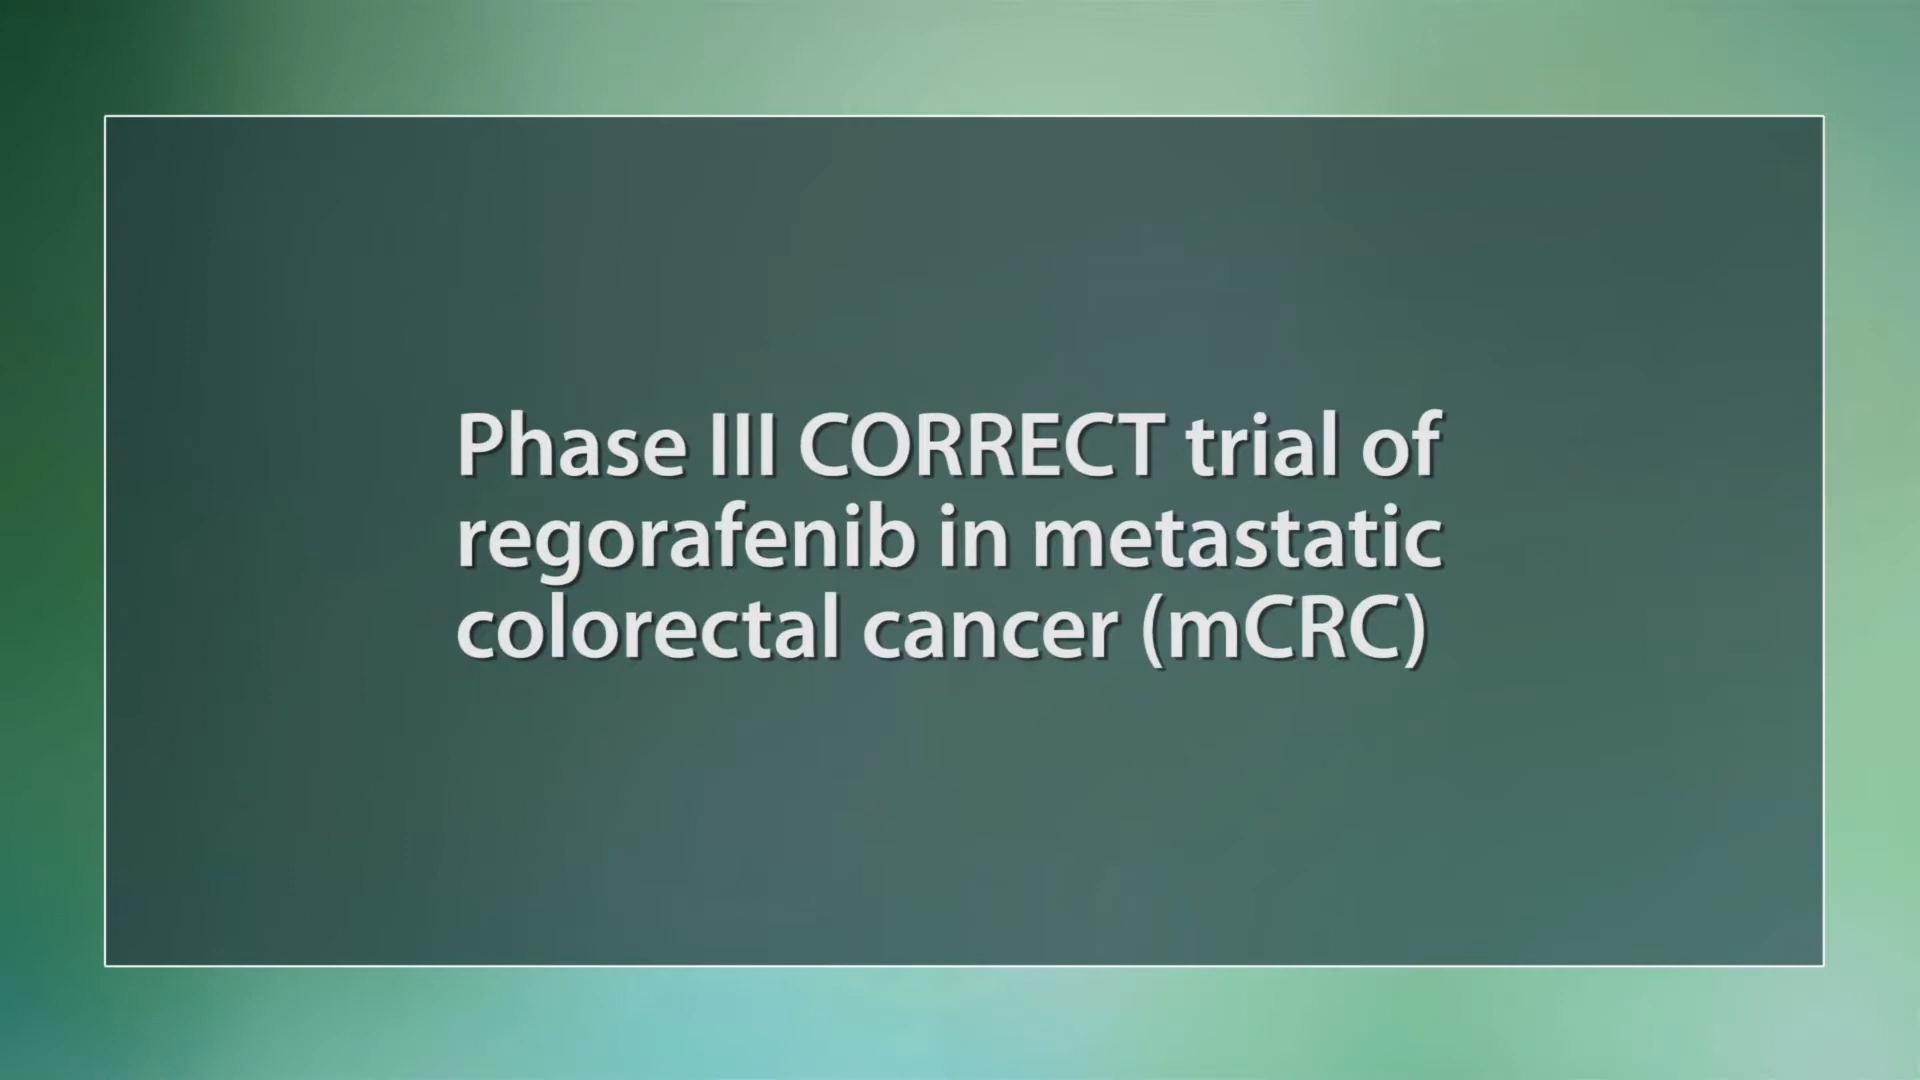 Phase III CORRECT trial of
regorafenib in metastatic
colorectal cancer (mCRC)